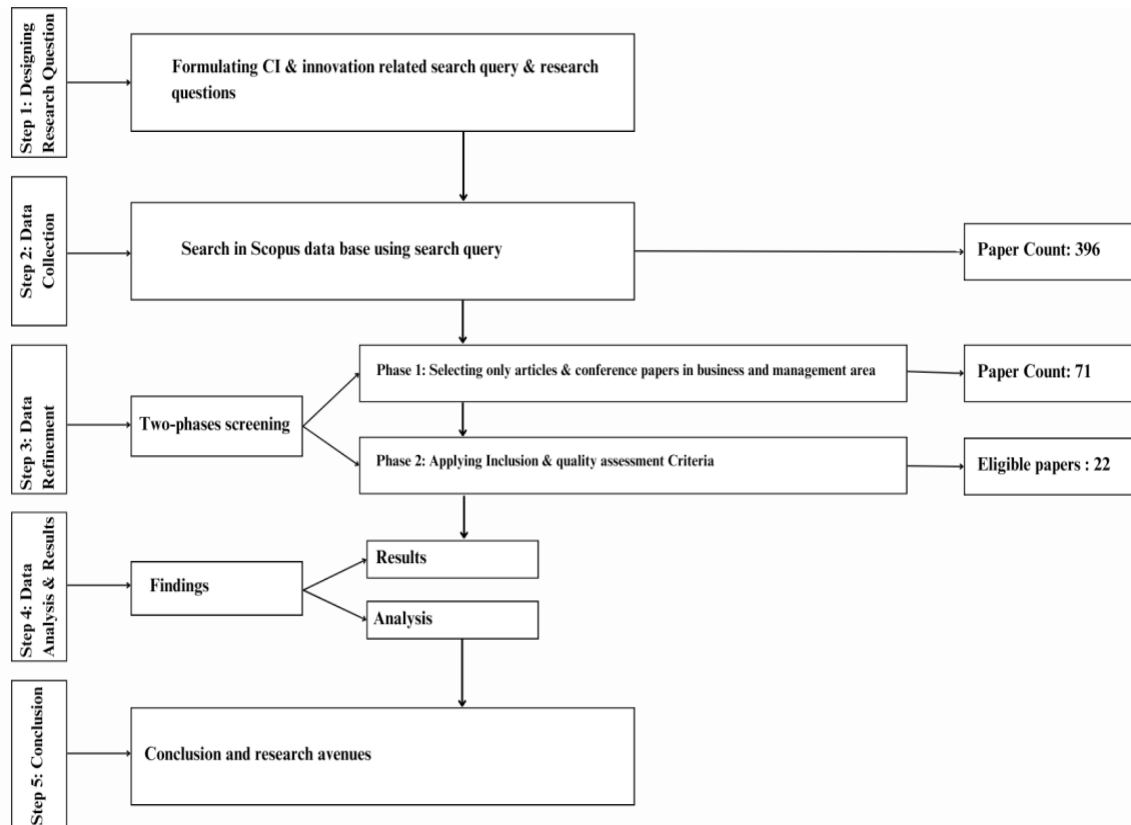 Step 1: Designing
Research Question
Formulating CI & innovation related search query & research
questions
Step 2: Data
Collection
Search in Scopus data base using search query
Paper Count: 396
Step 3: Data
Refinement
Two-phases screening
Phase 1: Selecting only articles & conference papers in business and management area
Paper Count: 71
Phase 2: Applying Inclusion & quality assessment Criteria
Eligible papers : 22
Step 4: Data
Analysis & Results
Findings
Results
Analysis
Step 5: Conclusion
Conclusion and research avenues